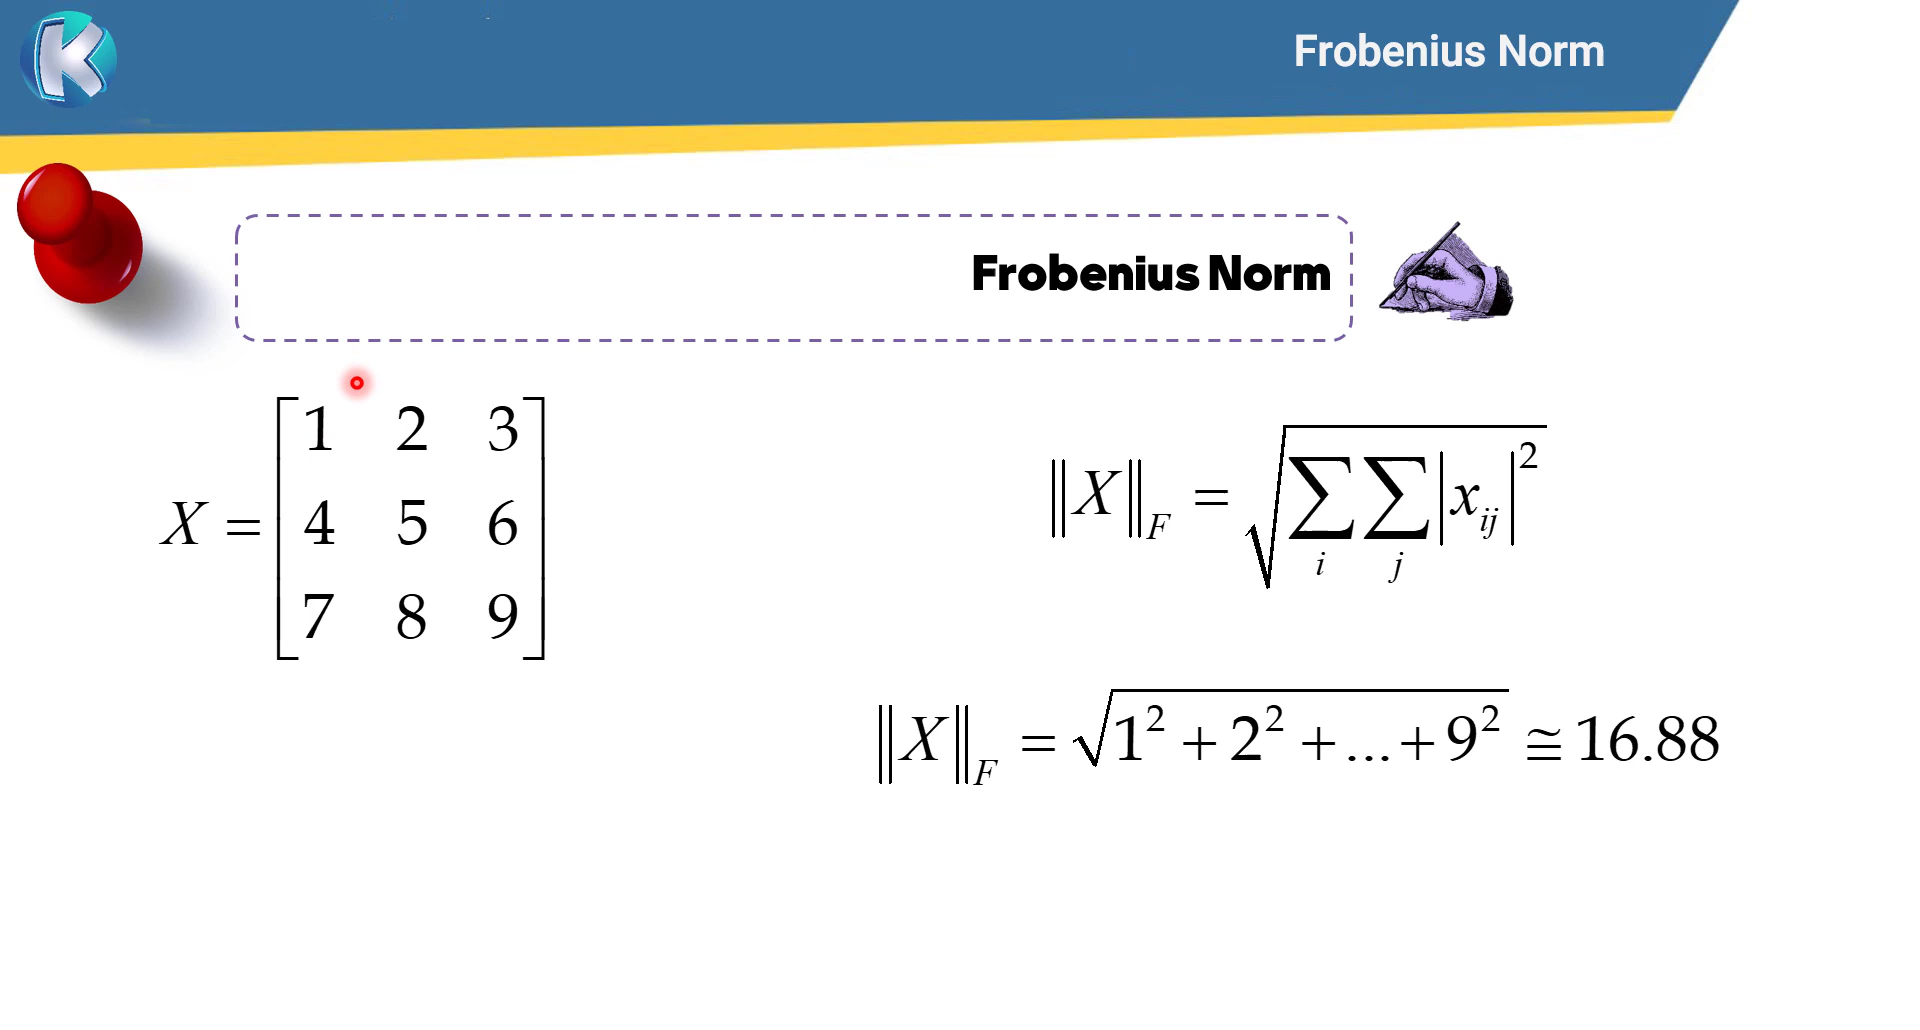 K
Frobenius Norm
Frobenius Norm
X = [1 2 3
4 5 6
7 8 9]
‖X‖_F = √(∑_i ∑_j |x_ij|²)
‖X‖_F = √(1² + 2² + ... + 9²) ≅ 16.88